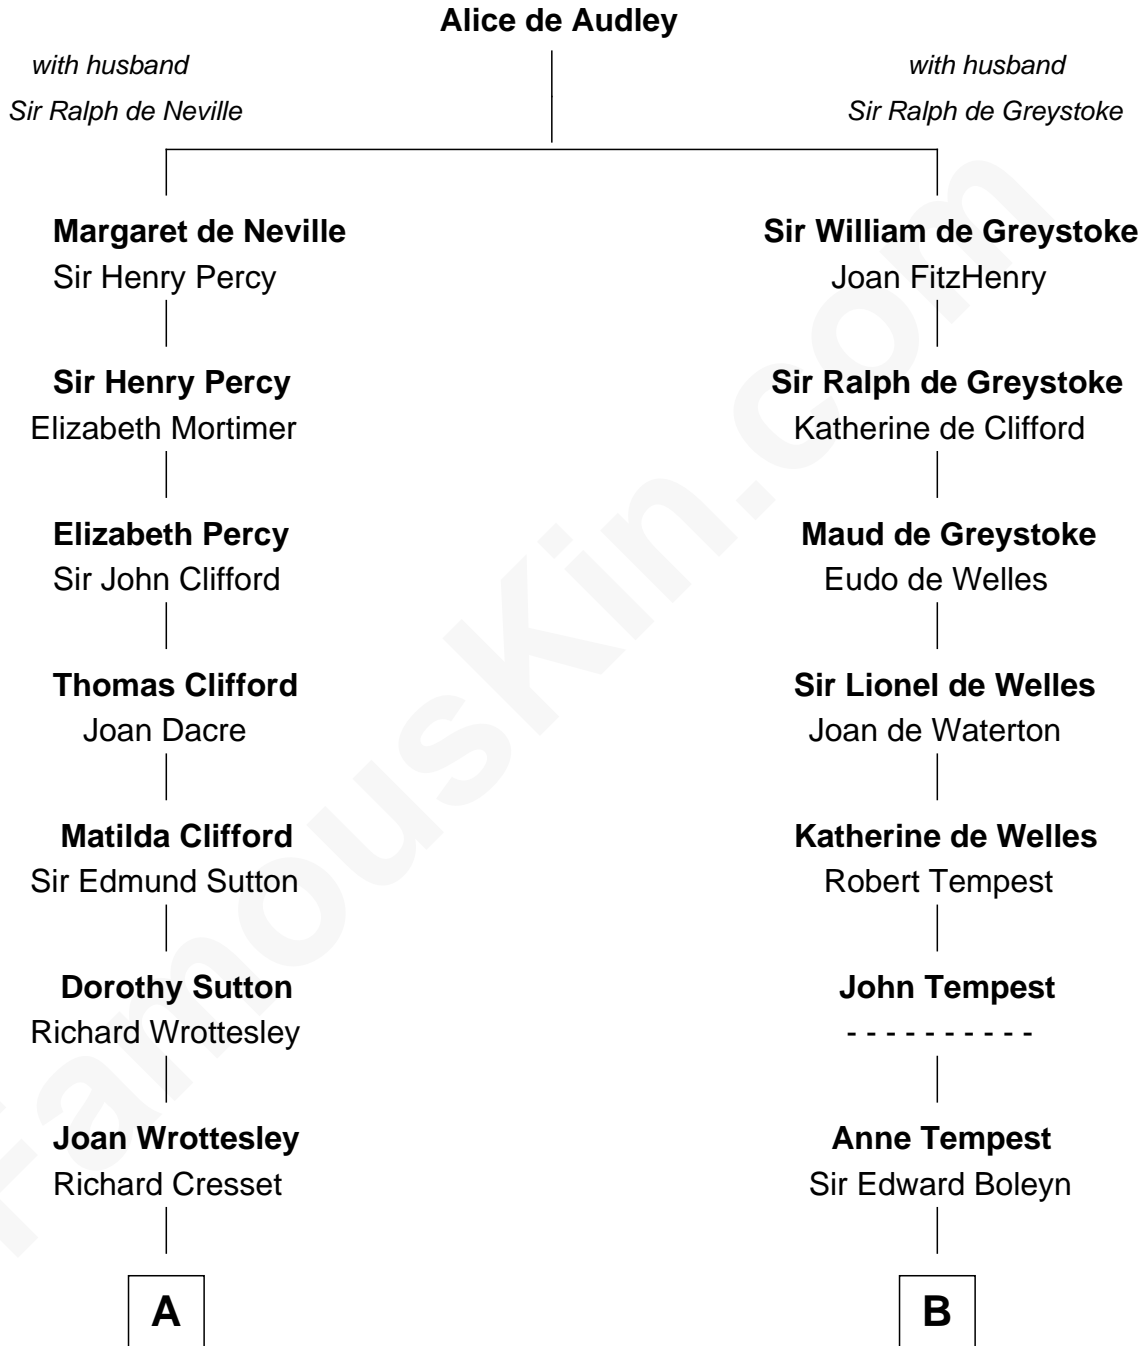 Alice de Audley
with husband
Sir Ralph de Neville
with husband
Sir Ralph de Greystoke
Margaret de Neville
Sir Henry Percy
Sir William de Greystoke
Joan FitzHenry
Sir Henry Percy
Elizabeth Mortimer
Sir Ralph de Greystoke
Katherine de Clifford
Elizabeth Percy
Sir John Clifford
Maud de Greystoke
Eudo de Welles
Thomas Clifford
Joan Dacre
Sir Lionel de Welles
Joan de Waterton
Matilda Clifford
Sir Edmund Sutton
Katherine de Welles
Robert Tempest
Dorothy Sutton
Richard Wrottesley
John Tempest
- - - - - - - - - -
Joan Wrottesley
Richard Cresset
Anne Tempest
Sir Edward Boleyn
A
B
FamousKin.com